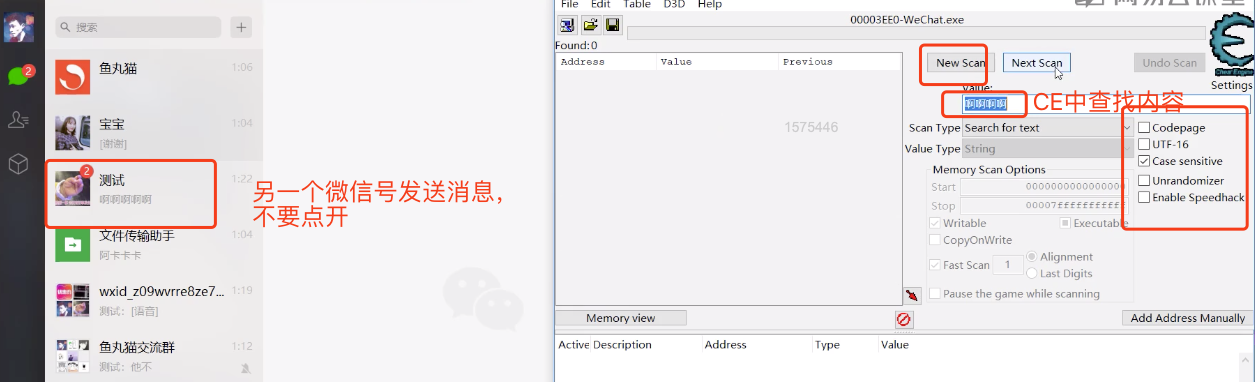 搜索
2
鱼丸猫
1:06
宝宝
1:04
[谢谢]
2
测试
1:22
啊啊啊啊啊
另一个微信号发送消息，
不要点开
文件传输助手
1:04
阿卡卡卡
wxid_z09wvrre8ze7...
1:19
测试：[语音]
鱼丸猫交流群
1:12
测试：他不
File Edit Table D3D Help
00003EE0-WeChat.exe
Found:0
Address Value Previous
1575446
New Scan
Next Scan
Undo Scan
Cheat Engine
Settings
Value:
啊啊啊啊
CE中查找内容
Scan Type Search for text
Value Type String
Codepage
UTF-16
Case sensitive
Unrandomizer
Enable Speedhack
Memory Scan Options
Start 0000000000000000
Stop 00007fffffffffff
Writable
Executable
CopyOnWrite
Fast Scan 1
Alignment
Last Digits
Pause the game while scanning
Memory view
Add Address Manually
Active Description Address Type Value